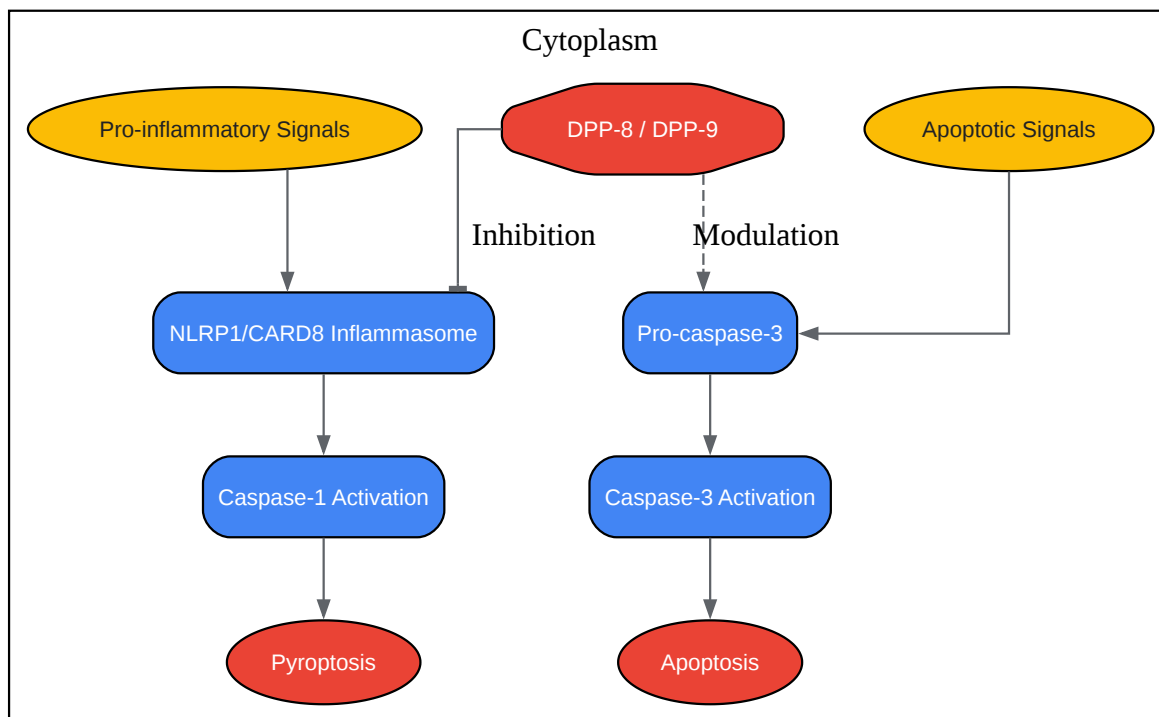 Cytoplasm
Pro-inflammatory Signals
DPP-8 / DPP-9
Apoptotic Signals
Inhibition
Modulation
NLRP1/CARD8 Inflammasome
Pro-caspase-3
Caspase-1 Activation
Caspase-3 Activation
Pyroptosis
Apoptosis